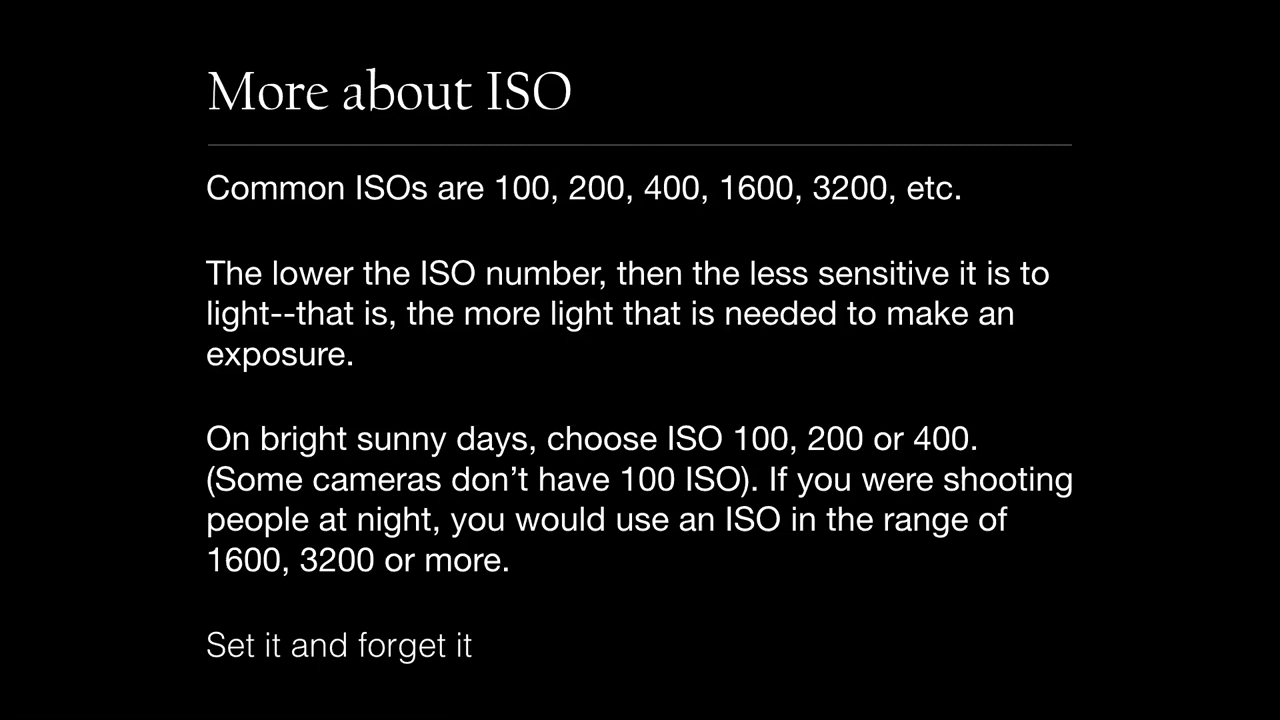 More about ISO
Common ISOs are 100, 200, 400, 1600, 3200, etc.
The lower the ISO number, then the less sensitive it is to
light--that is, the more light that is needed to make an
exposure.
On bright sunny days, choose ISO 100, 200 or 400.
(Some cameras don’t have 100 ISO). If you were shooting
people at night, you would use an ISO in the range of
1600, 3200 or more.
Set it and forget it